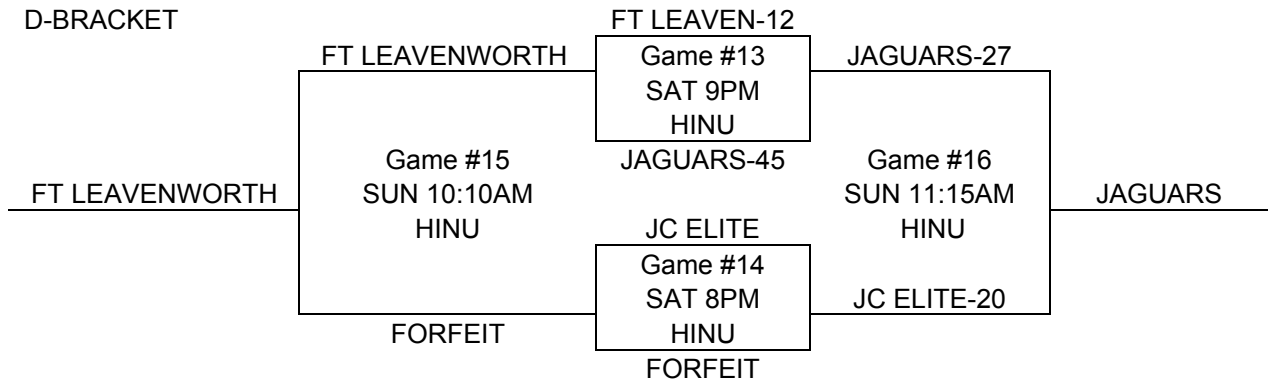 D-BRACKET
FT LEAVEN-12
FT LEAVENWORTH
Game #13
JAGUARS-27
SAT 9PM
HINU
JAGUARS-45
Game #15
Game #16
FT LEAVENWORTH
SUN 10:10AM
SUN 11:15AM
JAGUARS
HINU
HINU
JC ELITE
Game #14
SAT 8PM
JC ELITE-20
FORFEIT
HINU
FORFEIT